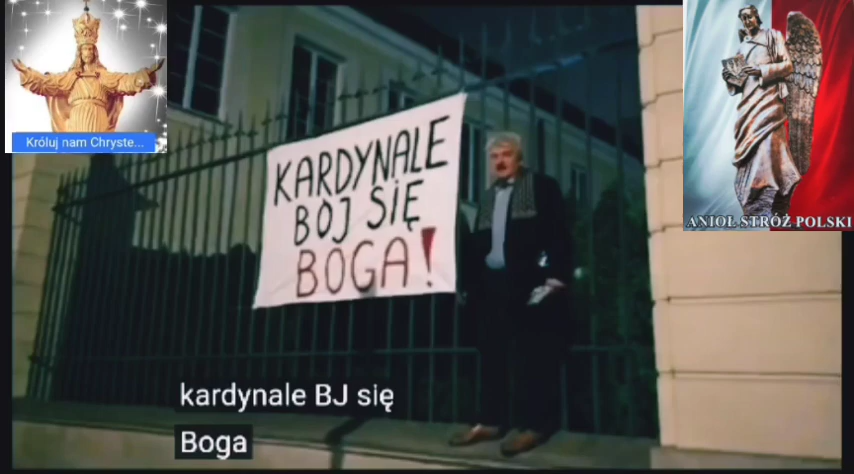 Króluj nam Chryste...
KARDYNALE
BÓJ SIĘ
BOGA!
ANIOŁ STRÓŻ POLSKI
kardynale BJ się
Boga